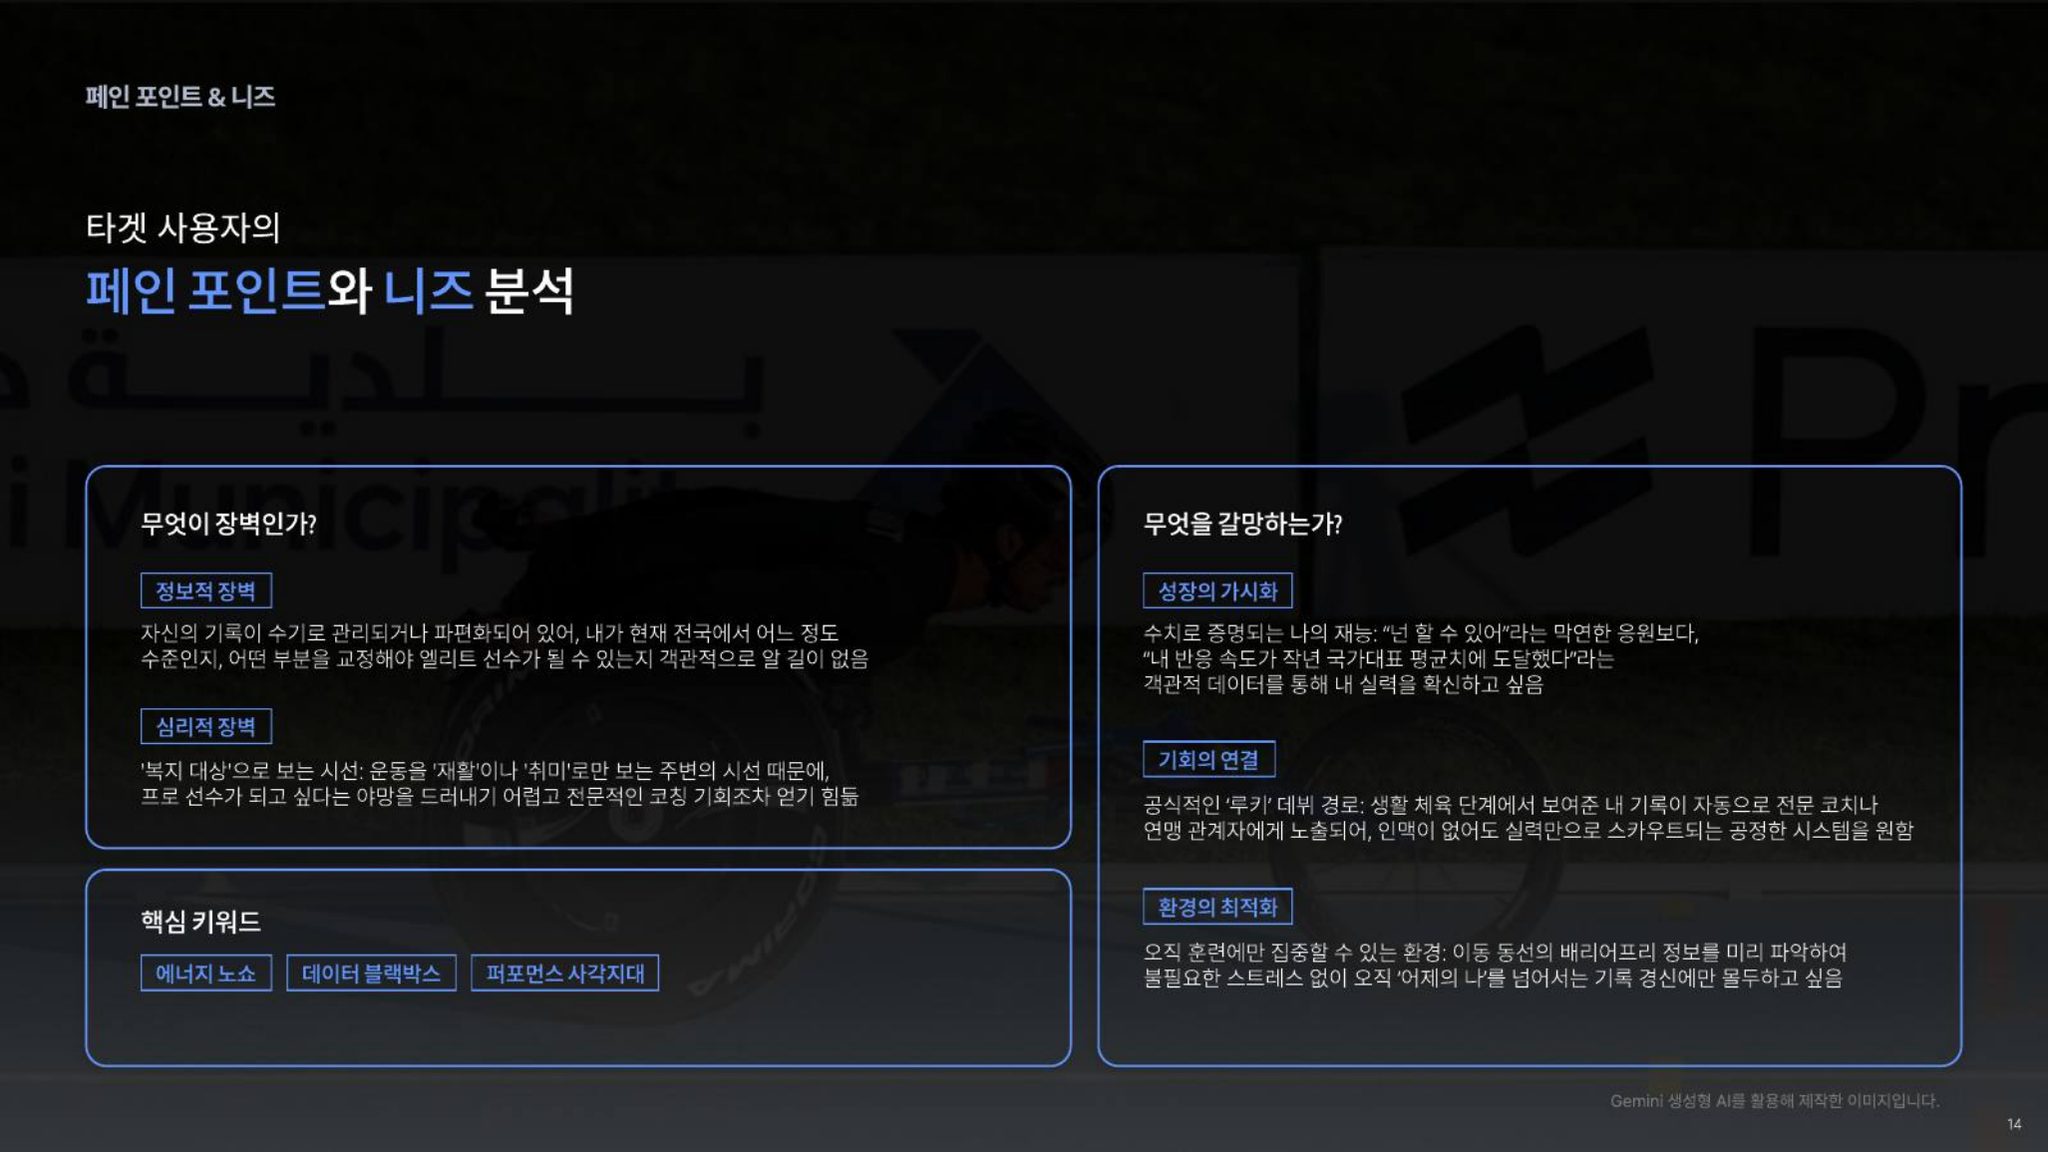 페인 포인트 & 니즈
타겟 사용자의
페인 포인트와 니즈 분석
무엇이 장벽인가?
정보적 장벽
자신의 기록이 수기로 관리되거나 파편화되어 있어, 내가 현재 전국에서 어느 정도
수준인지, 어떤 부분을 교정해야 엘리트 선수가 될 수 있는지 객관적으로 알 길이 없음
심리적 장벽
'복지 대상'으로 보는 시선: 운동을 '재활'이나 '취미'로만 보는 주변의 시선 때문에,
프로 선수가 되고 싶다는 야망을 드러내기 어렵고 전문적인 코칭 기회조차 얻기 힘듦
핵심 키워드
에너지 노쇼
데이터 블랙박스
퍼포먼스 사각지대
무엇을 갈망하는가?
성장의 가시화
수치로 증명되는 나의 재능: “넌 할 수 있어”라는 막연한 응원보다,
“내 반응 속도가 작년 국가대표 평균치에 도달했다”라는
객관적 데이터를 통해 내 실력을 확신하고 싶음
기회의 연결
공식적인 ‘루키’ 데뷔 경로: 생활 체육 단계에서 보여준 내 기록이 자동으로 전문 코치나
연맹 관계자에게 노출되어, 인맥이 없어도 실력만으로 스카우트되는 공정한 시스템을 원함
환경의 최적화
오직 훈련에만 집중할 수 있는 환경: 이동 동선의 배리어프리 정보를 미리 파악하여
불필요한 스트레스 없이 오직 ‘어제의 나’를 넘어서는 기록 경신에만 몰두하고 싶음
بلدية
i Municipality
Pr
Gemini 생성형 AI를 활용해 제작한 이미지입니다.
14